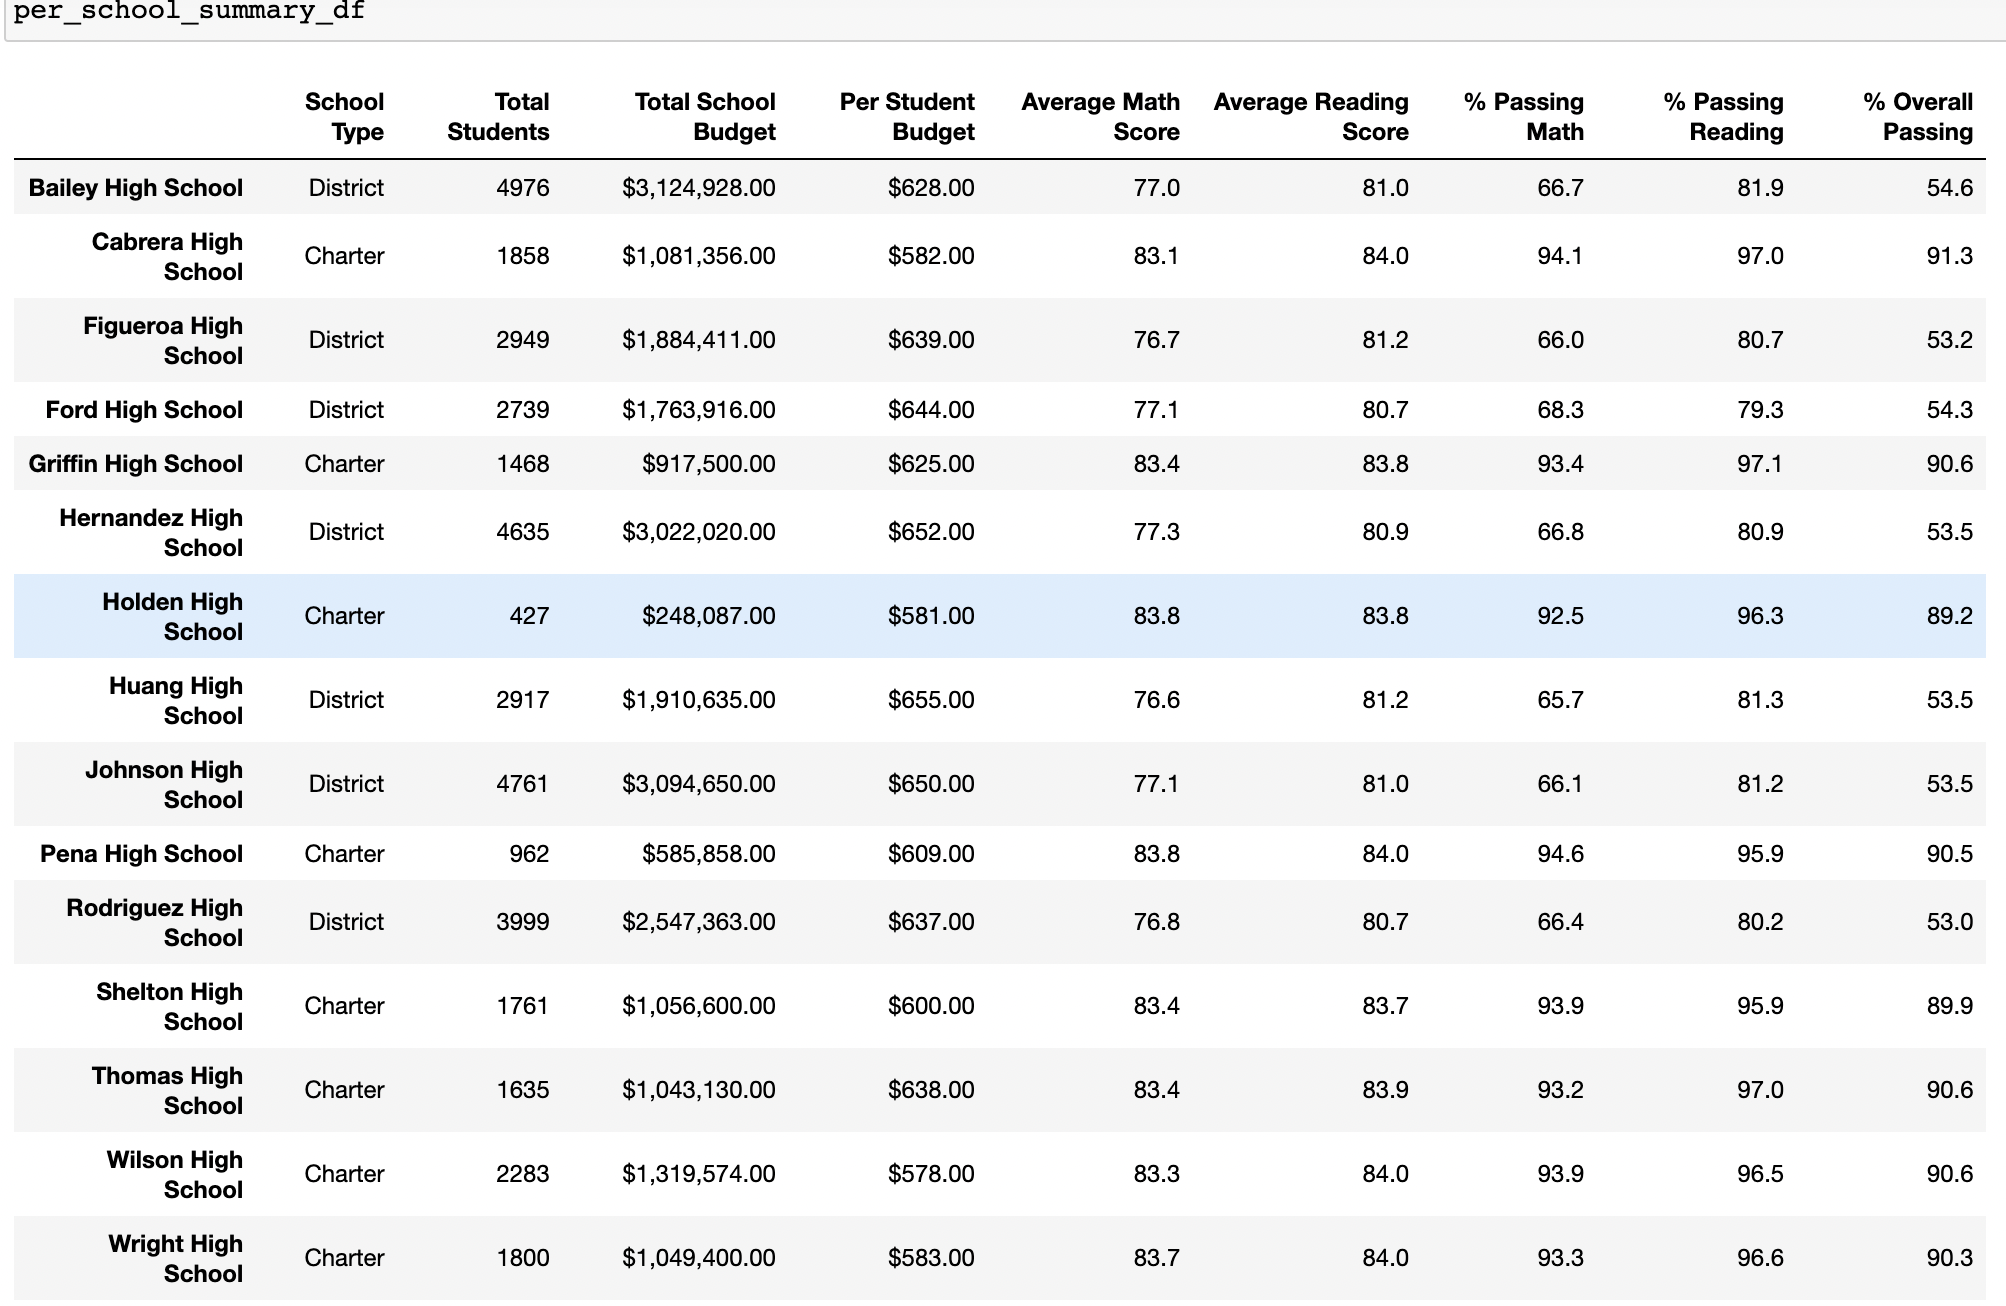 per_school_summary_df
School Type Total Students Total School Budget Per Student Budget Average Math Score Average Reading Score % Passing Math % Passing Reading % Overall Passing
Bailey High School District 4976 $3,124,928.00 $628.00 77.0 81.0 66.7 81.9 54.6
Cabrera High School Charter 1858 $1,081,356.00 $582.00 83.1 84.0 94.1 97.0 91.3
Figueroa High School District 2949 $1,884,411.00 $639.00 76.7 81.2 66.0 80.7 53.2
Ford High School District 2739 $1,763,916.00 $644.00 77.1 80.7 68.3 79.3 54.3
Griffin High School Charter 1468 $917,500.00 $625.00 83.4 83.8 93.4 97.1 90.6
Hernandez High School District 4635 $3,022,020.00 $652.00 77.3 80.9 66.8 80.9 53.5
Holden High School Charter 427 $248,087.00 $581.00 83.8 83.8 92.5 96.3 89.2
Huang High School District 2917 $1,910,635.00 $655.00 76.6 81.2 65.7 81.3 53.5
Johnson High School District 4761 $3,094,650.00 $650.00 77.1 81.0 66.1 81.2 53.5
Pena High School Charter 962 $585,858.00 $609.00 83.8 84.0 94.6 95.9 90.5
Rodriguez High School District 3999 $2,547,363.00 $637.00 76.8 80.7 66.4 80.2 53.0
Shelton High School Charter 1761 $1,056,600.00 $600.00 83.4 83.7 93.9 95.9 89.9
Thomas High School Charter 1635 $1,043,130.00 $638.00 83.4 83.9 93.2 97.0 90.6
Wilson High School Charter 2283 $1,319,574.00 $578.00 83.3 84.0 93.9 96.5 90.6
Wright High School Charter 1800 $1,049,400.00 $583.00 83.7 84.0 93.3 96.6 90.3